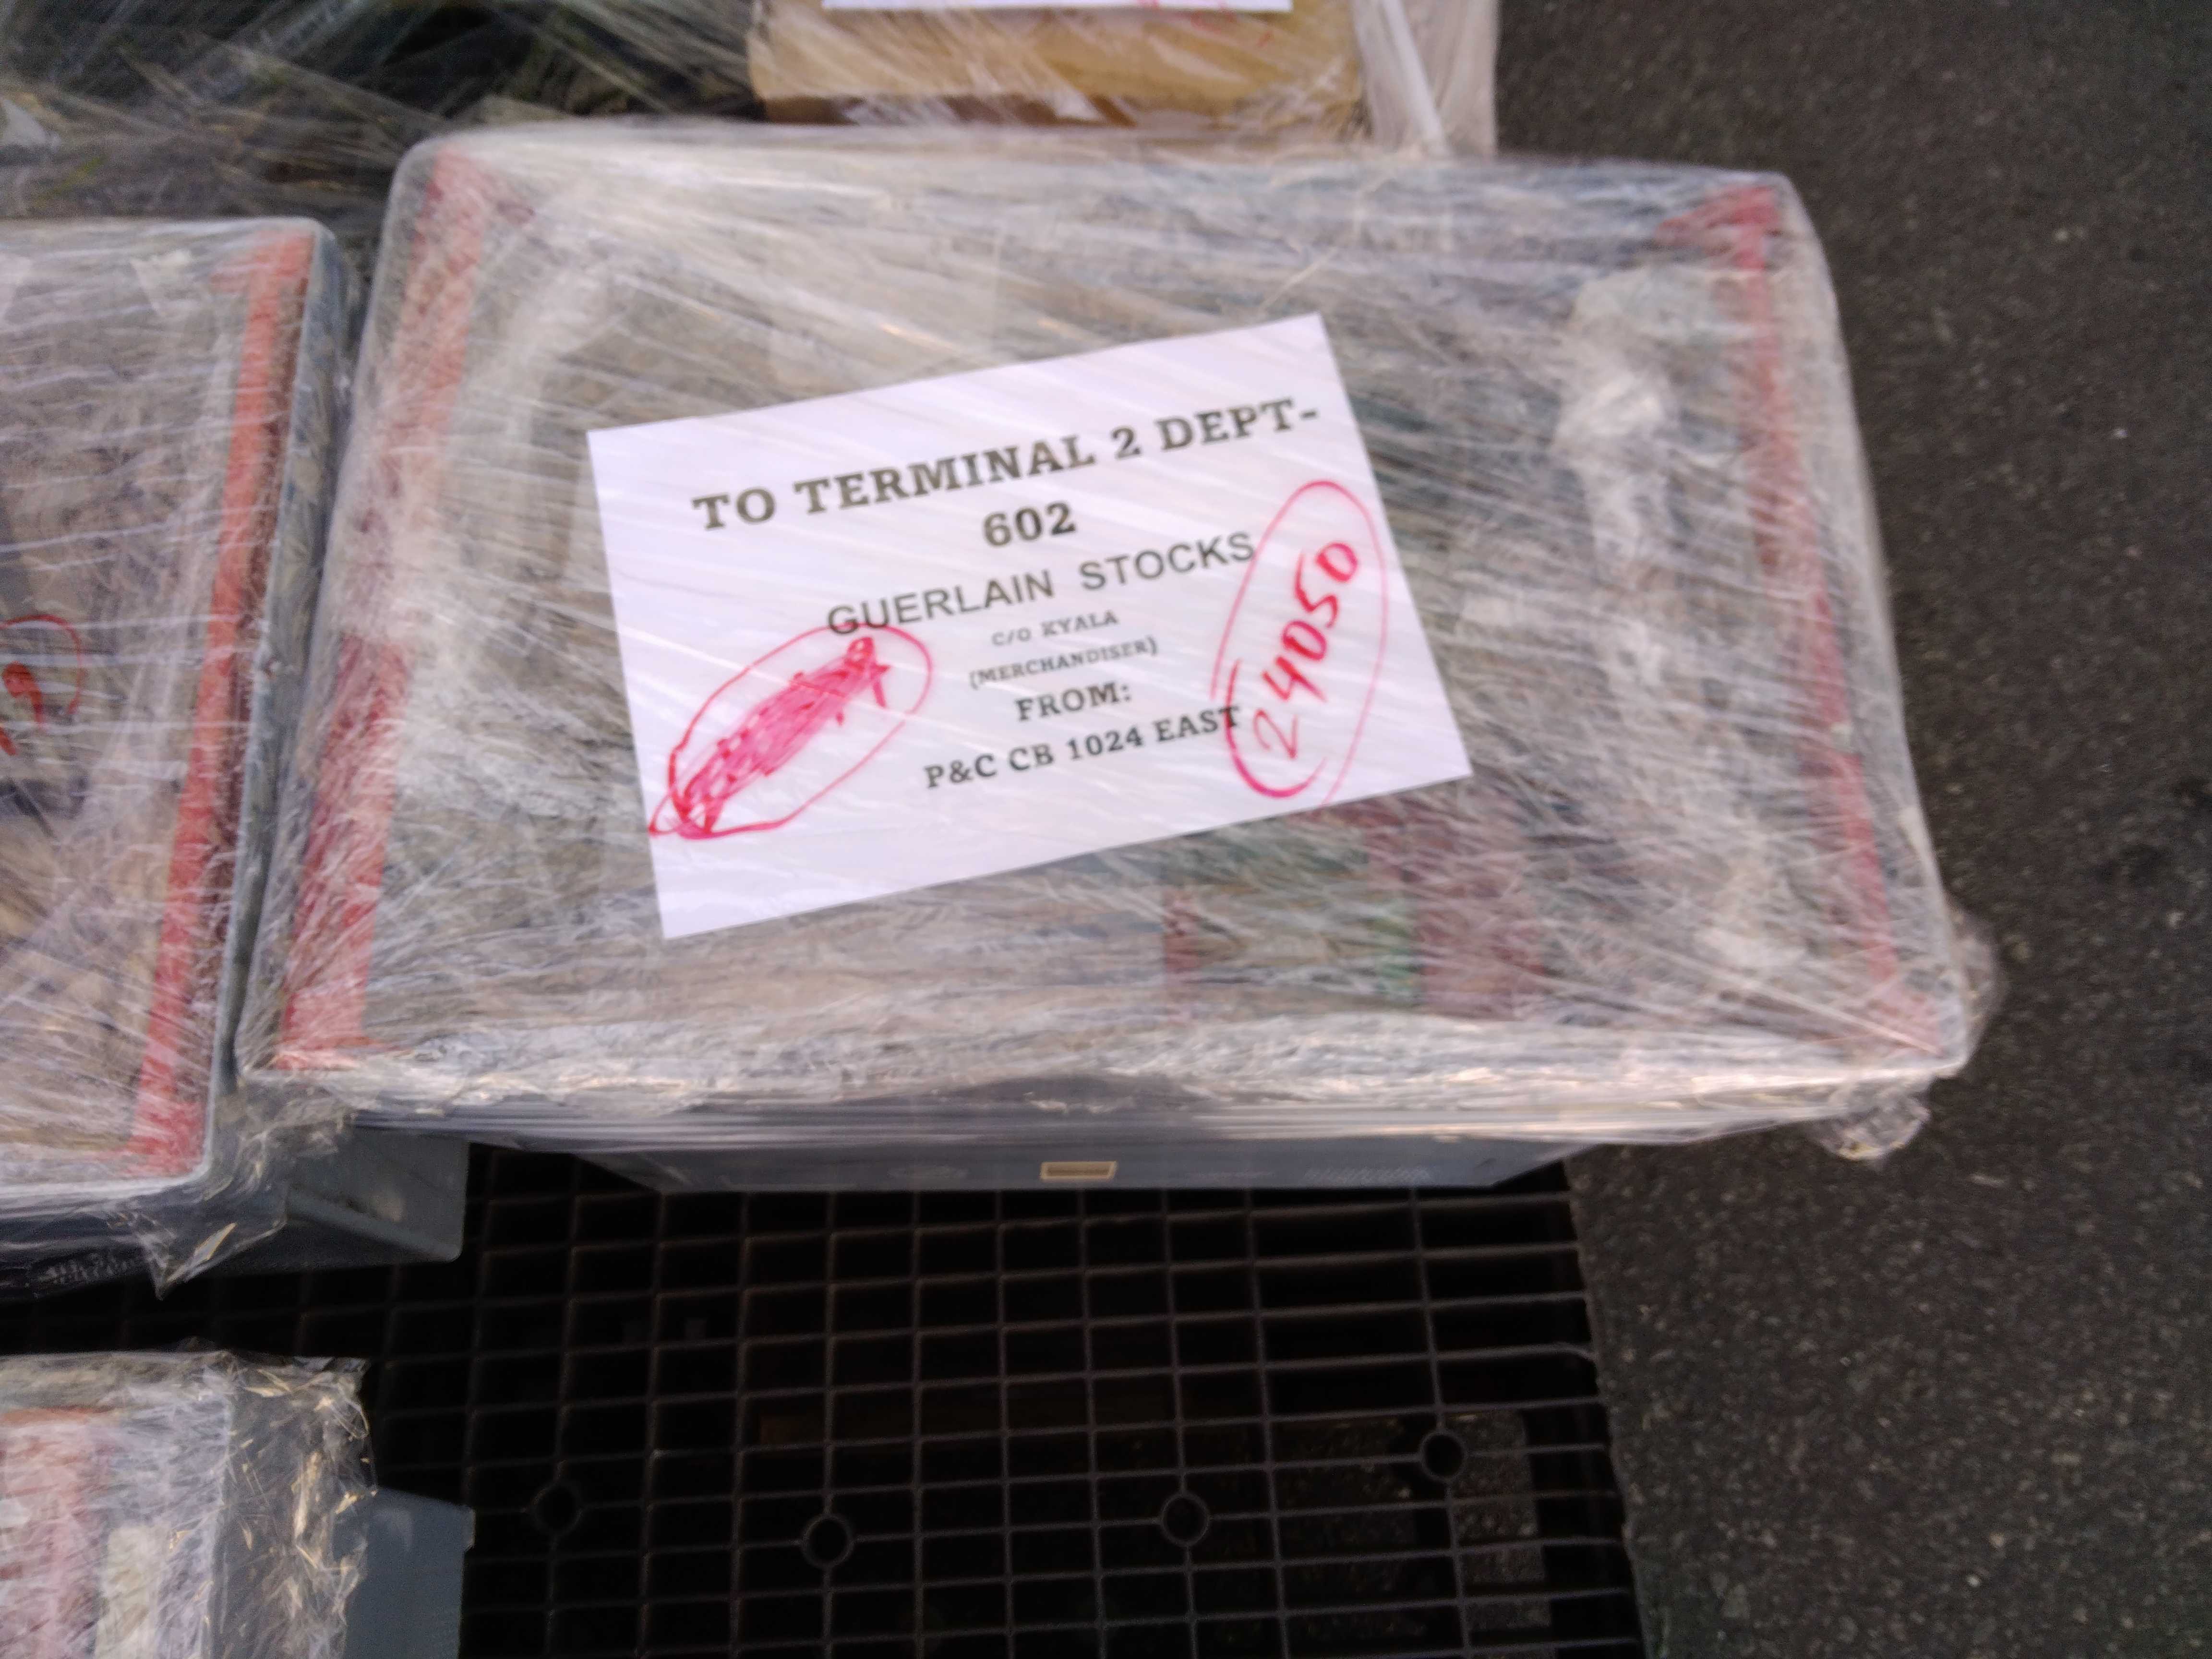 TO TERMINAL 2 DEPT-
602
GUERLAIN STOCKS
C/O KYALA
(MERCHANDISER)
FROM:
P&C CB 1024 EAST
24050